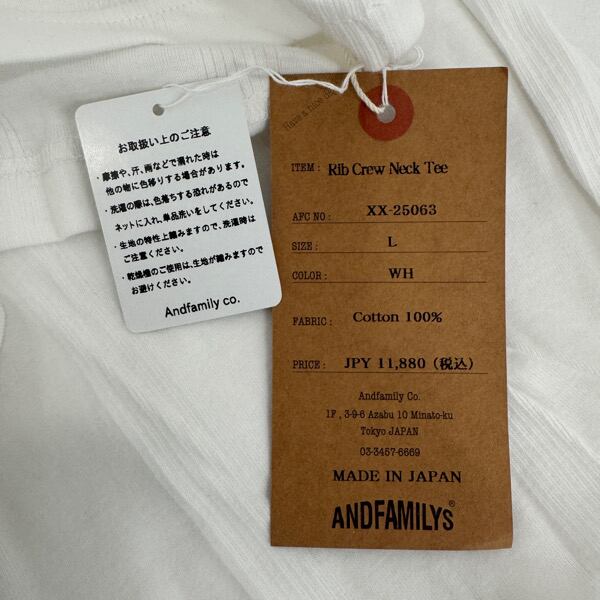 お取扱い上のご注意
・摩擦や、汗、雨などで濡れた時は
他の物に色移りする場合があります。
・洗濯の際は、色落ちする恐れがあるので
ネットに入れ、単品洗いをしてください。
・生地の特性上縮みますので、洗濯時は
ご注意ください。
・乾燥機のご使用は、生地が縮みますので
お避けください。
Andfamily co.
Have a nice
ITEM : Rib Crew Neck Tee
AFC NO : XX-25063
SIZE : L
COLOR : WH
FABRIC : Cotton 100%
PRICE : JPY 11,880 (税込)
Andfamily Co.
1F , 3-9-6 Azabu 10 Minato-ku
Tokyo JAPAN
03-3457-6669
MADE IN JAPAN
ANDFAMILYS®